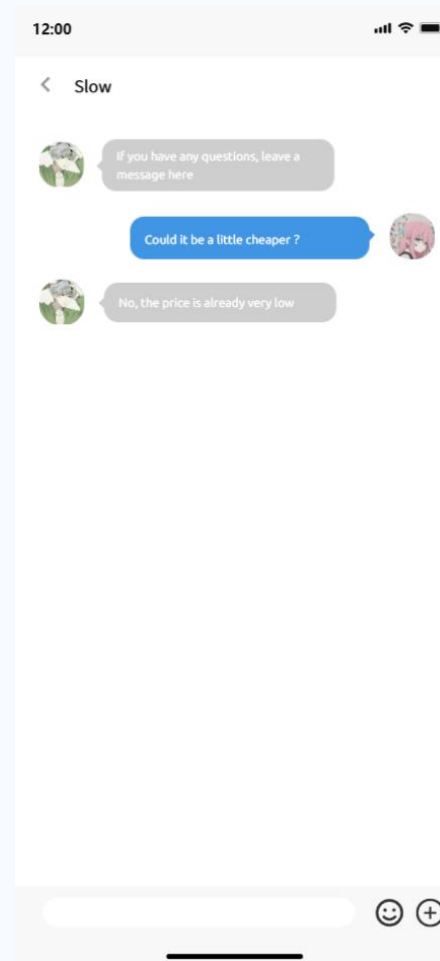 12:00
Slow
If you have any questions, leave a
message here
Could it be a little cheaper ?
No, the price is already very low